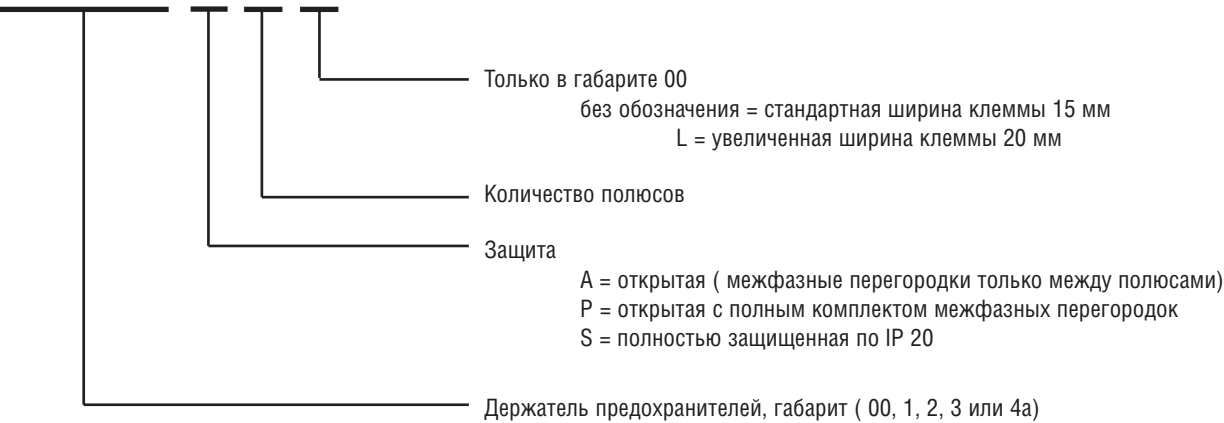 Только в габарите 00
без обозначения = стандартная ширина клеммы 15 мм
L = увеличенная ширина клеммы 20 мм
Количество полюсов
Защита
A = открытая ( межфазные перегородки только между полюсами)
P = открытая с полным комплектом межфазных перегородок
S = полностью защищенная по IP 20
Держатель предохранителей, габарит ( 00, 1, 2, 3 или 4a)